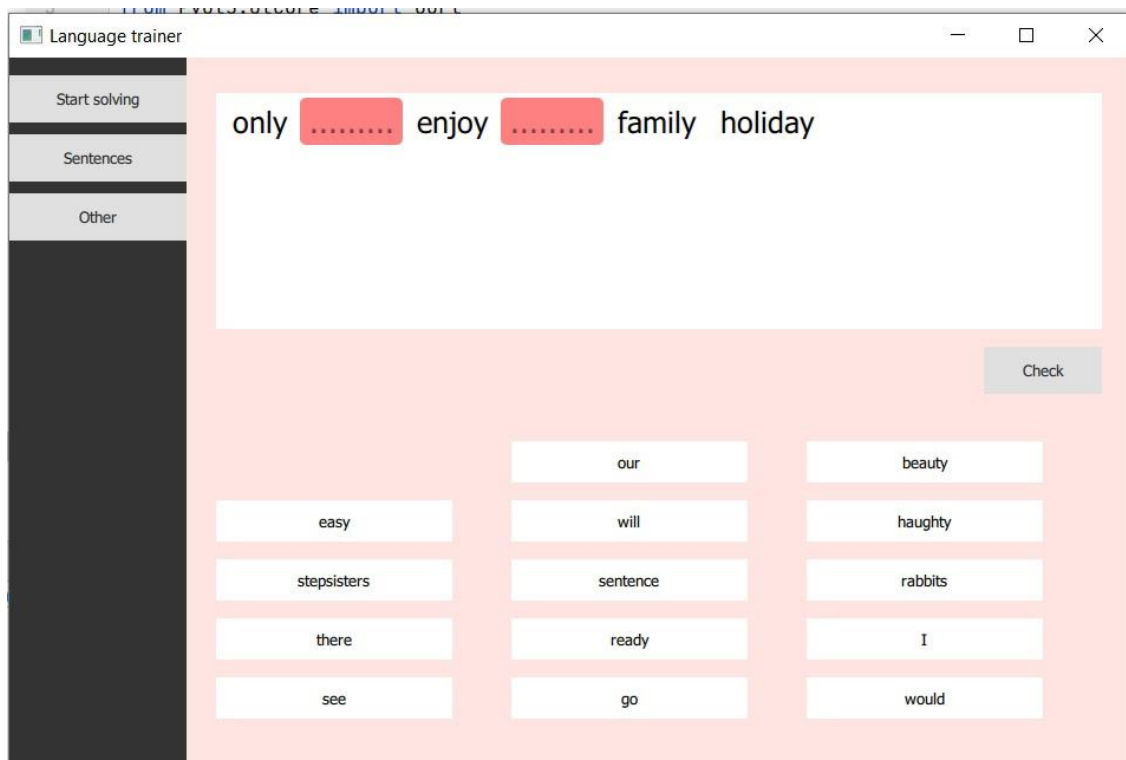 Language trainer
Start solving
Sentences
Other
only ......... enjoy ......... family holiday
Check
our beauty
easy will haughty
stepsisters sentence rabbits
there ready I
see go would